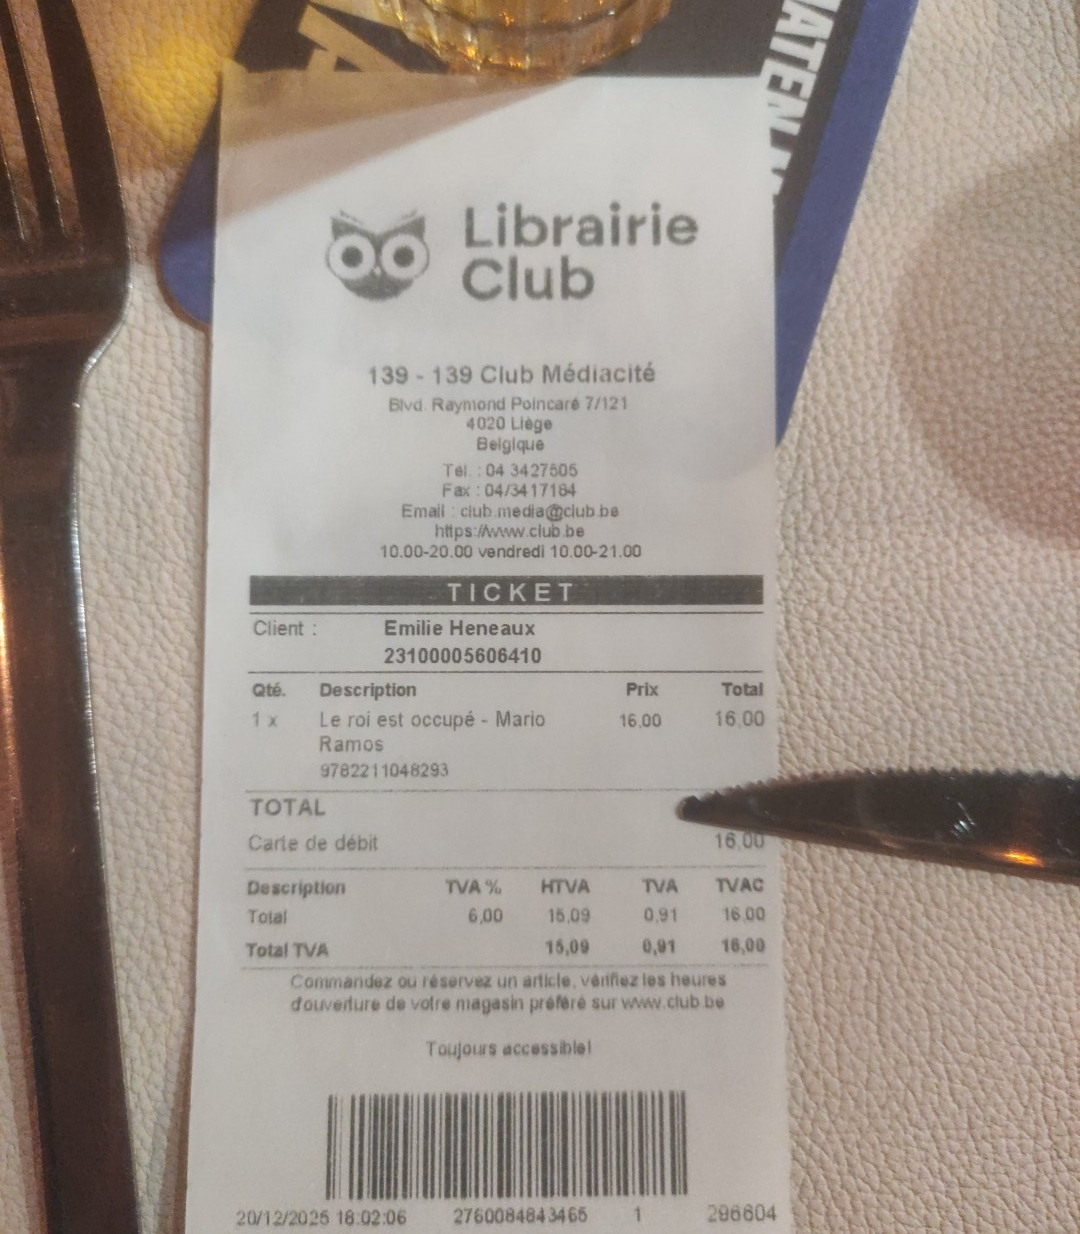 A
MATEN
Librairie
Club
139 - 139 Club Médiacité
Blvd. Raymond Poincaré 7/121
4020 Liège
Belgique
Tél. : 04 3427605
Fax : 04/3417164
Email : club.media@club.be
https://www.club.be
10.00-20.00 vendredi 10.00-21.00
TICKET
Client : Emilie Heneaux
23100005606410
Qté. Description Prix Total
1 x Le roi est occupé - Mario 16,00 16,00
Ramos
9782211048293
TOTAL
Carte de débit 16,00
Description TVA % HTVA TVA TVAC
Total 6,00 15,09 0,91 16,00
Total TVA 15,09 0,91 16,00
Commandez ou réservez un article, vérifiez les heures
d'ouverture de votre magasin préféré sur www.club.be
Toujours accessible!
20/12/2025 18:02:06 2760084843465 1 296604